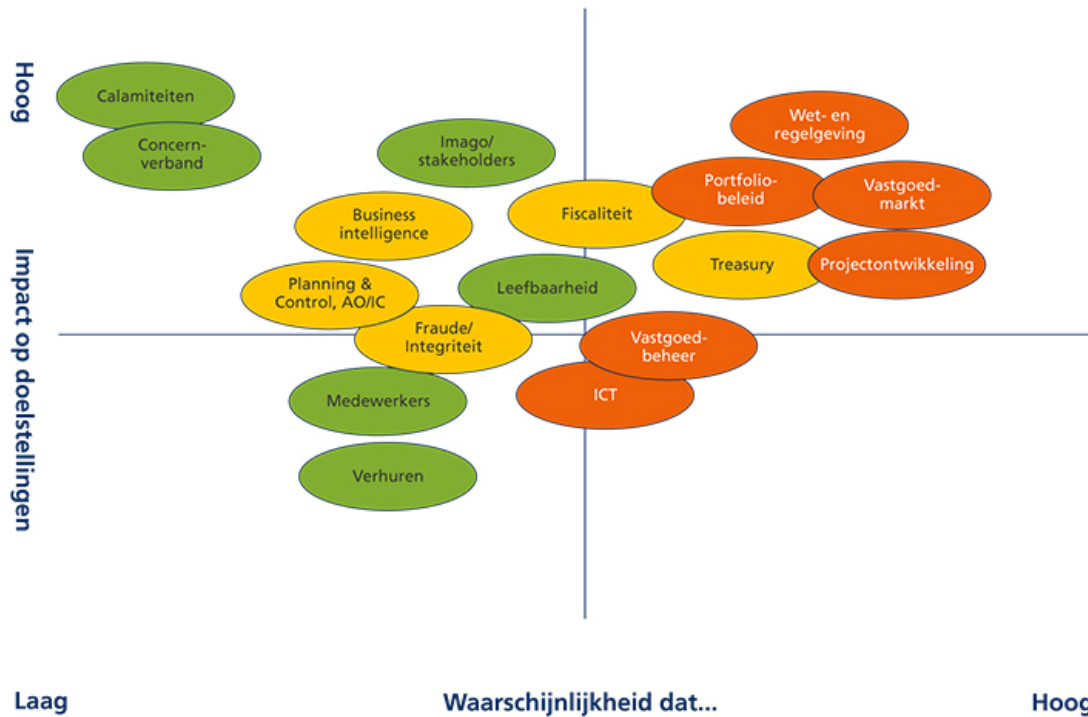 Hoog
Impact op doelstellingen
Calamiteiten
Concern-
verband
Imago/
stakeholders
Wet- en
regelgeving
Business
intelligence
Fiscaliteit
Portfolio-
beleid
Vastgoed-
markt
Planning &
Control, AO/IC
Leefbaarheid
Treasury
Projectontwikkeling
Fraude/
Integriteit
Vastgoed-
beheer
Medewerkers
ICT
Verhuren
Laag
Waarschijnlijkheid dat...
Hoog